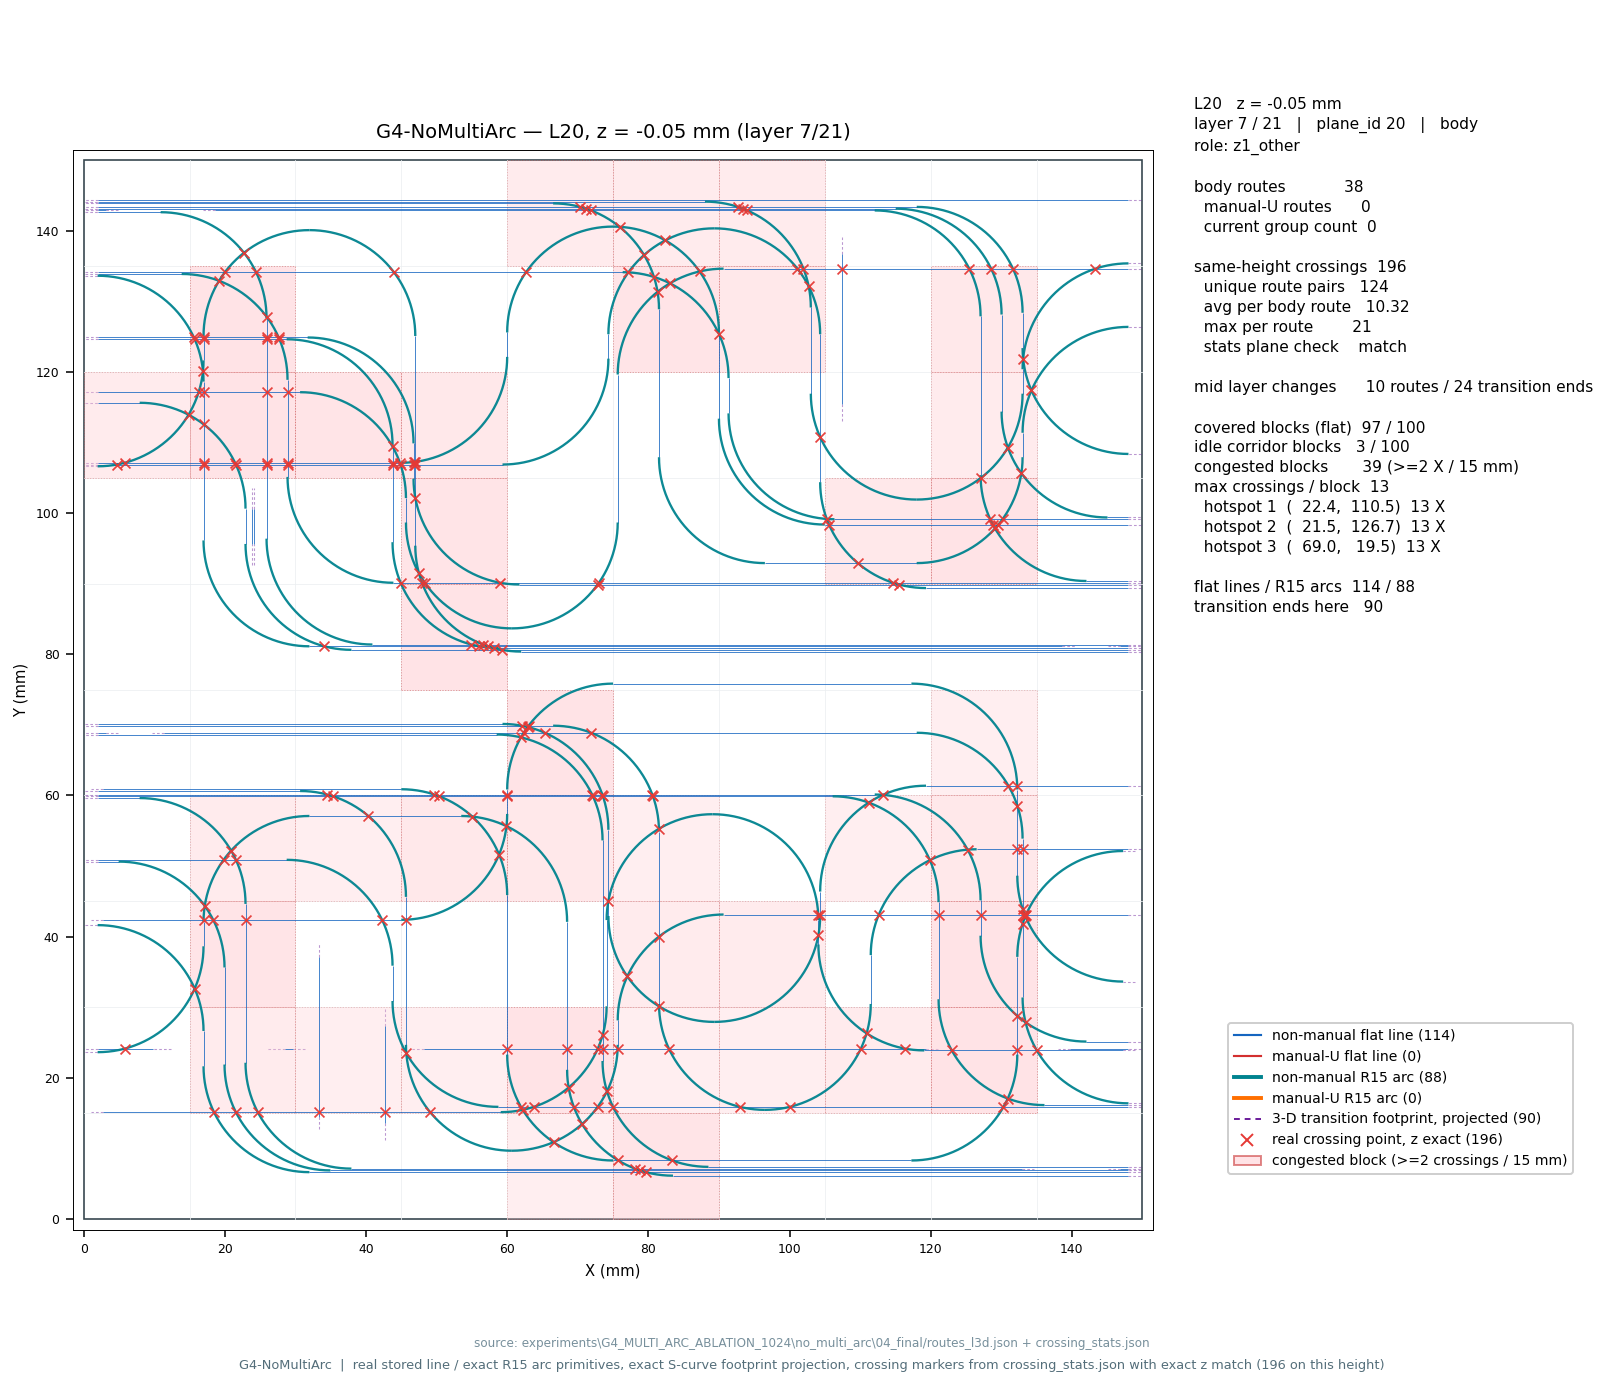 G4-NoMultiArc — L20, z = -0.05 mm (layer 7/21)
L20   z = -0.05 mm
layer 7 / 21   |   plane_id 20   |   body
role: z1_other
body routes            38
manual-U routes      0
current group count  0
same-height crossings  196
unique route pairs   124
avg per body route   10.32
max per route        21
stats plane check    match
mid layer changes      10 routes / 24 transition ends
covered blocks (flat)  97 / 100
idle corridor blocks   3 / 100
congested blocks       39 (>=2 X / 15 mm)
max crossings / block  13
hotspot 1  (  22.4,  110.5)  13 X
hotspot 2  (  21.5,  126.7)  13 X
hotspot 3  (  69.0,   19.5)  13 X
flat lines / R15 arcs  114 / 88
transition ends here   90
140
120
100
80
60
40
20
0
Y (mm)
0 20 40 60 80 100 120 140
X (mm)
non-manual flat line (114)
manual-U flat line (0)
non-manual R15 arc (88)
manual-U R15 arc (0)
3-D transition footprint, projected (90)
real crossing point, z exact (196)
congested block (>=2 crossings / 15 mm)
source: experiments\G4_MULTI_ARC_ABLATION_1024\no_multi_arc\04_final/routes_l3d.json + crossing_stats.json
G4-NoMultiArc  |  real stored line / exact R15 arc primitives, exact S-curve footprint projection, crossing markers from crossing_stats.json with exact z match (196 on this height)